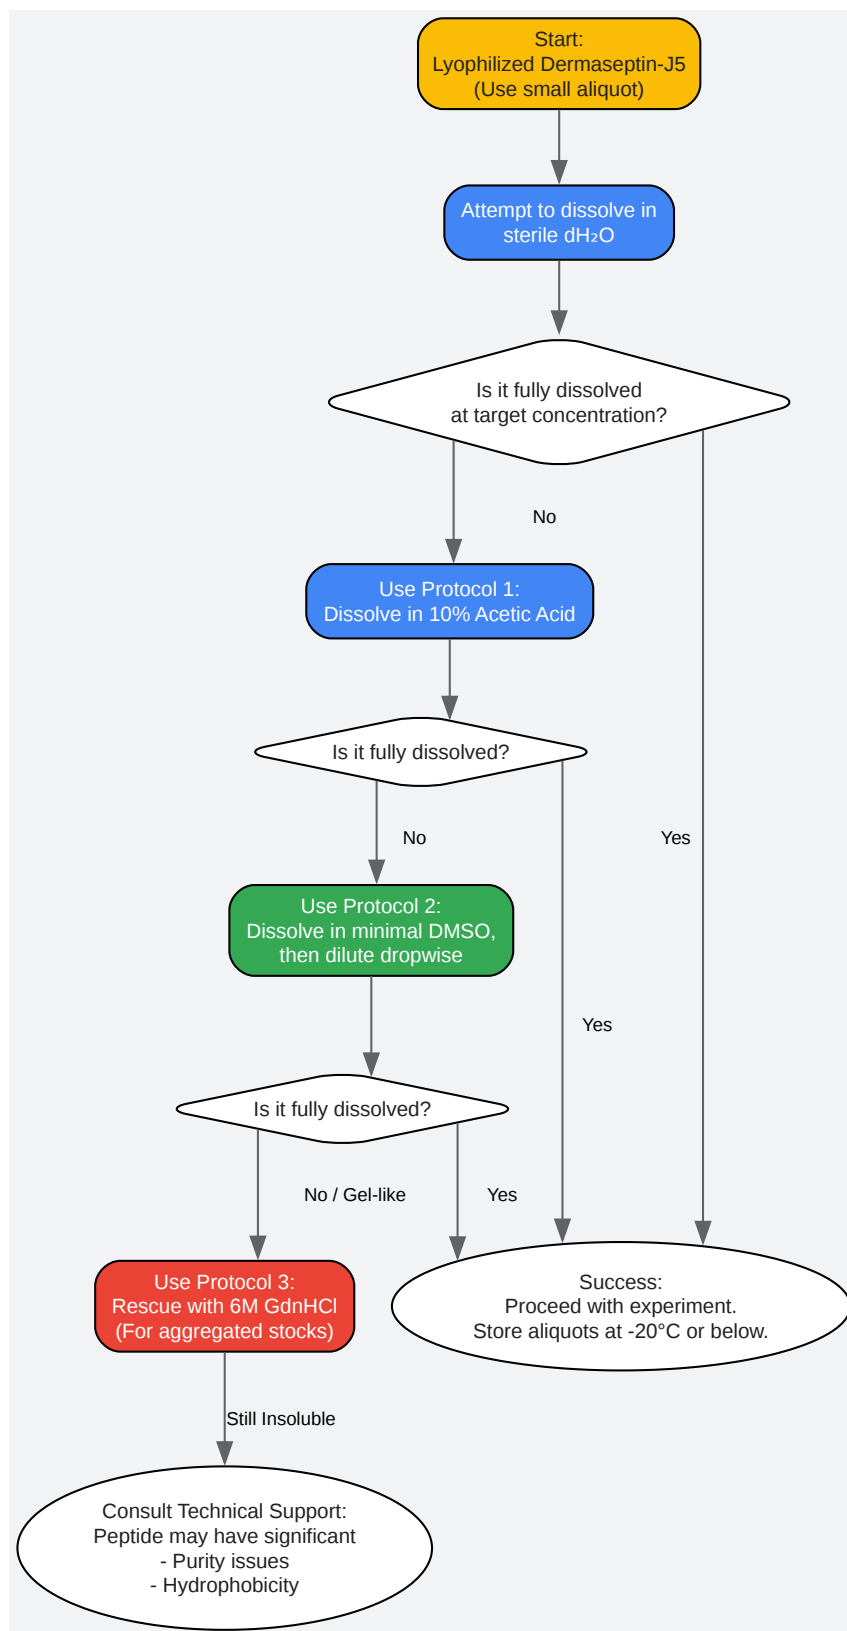 Start:
Lyophilized Dermaseptin-J5
(Use small aliquot)
Attempt to dissolve in
sterile dH₂O
Is it fully dissolved
at target concentration?
No
Use Protocol 1:
Dissolve in 10% Acetic Acid
Is it fully dissolved?
No
Yes
Use Protocol 2:
Dissolve in minimal DMSO,
then dilute dropwise
Yes
Is it fully dissolved?
No / Gel-like
Yes
Use Protocol 3:
Rescue with 6M GdnHCl
(For aggregated stocks)
Success:
Proceed with experiment.
Store aliquots at -20°C or below.
Still Insoluble
Consult Technical Support:
Peptide may have significant
- Purity issues
- Hydrophobicity